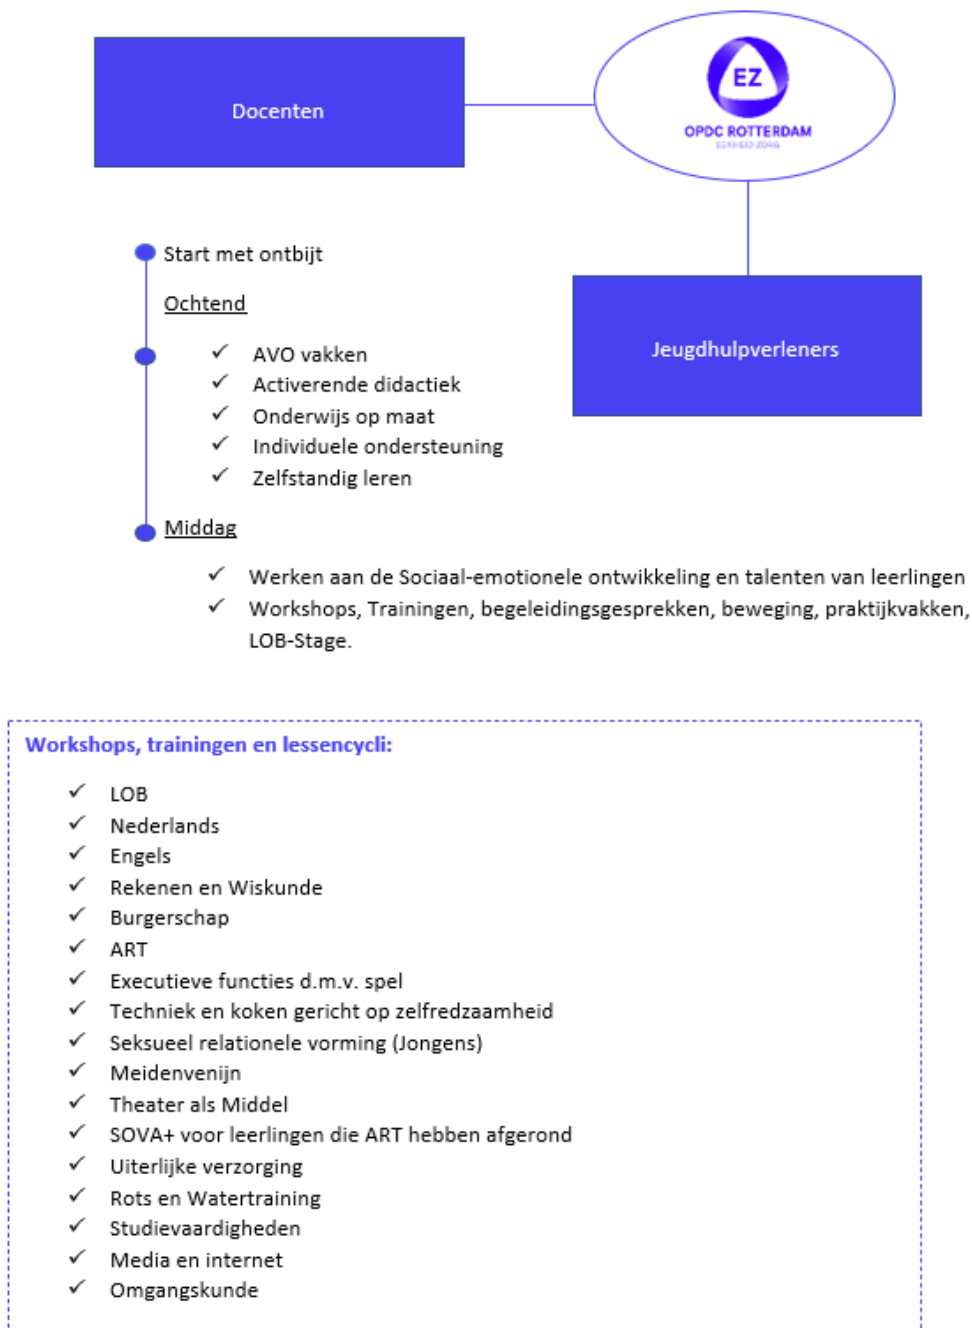 Docenten
EZ
OPDC ROTTERDAM
EENHEID ZORG
Start met ontbijt
Ochtend
✓ AVO vakken
✓ Activerende didactiek
✓ Onderwijs op maat
✓ Individuele ondersteuning
✓ Zelfstandig leren
Jeugdhulpverleners
Middag
✓ Werken aan de Sociaal-emotionele ontwikkeling en talenten van leerlingen
✓ Workshops, Trainingen, begeleidingsgesprekken, beweging, praktijkvakken,
LOB-Stage.
Workshops, trainingen en lessencycli:
✓ LOB
✓ Nederlands
✓ Engels
✓ Rekenen en Wiskunde
✓ Burgerschap
✓ ART
✓ Executieve functies d.m.v. spel
✓ Techniek en koken gericht op zelfredzaamheid
✓ Seksueel relationele vorming (Jongens)
✓ Meidenvenijn
✓ Theater als Middel
✓ SOVA+ voor leerlingen die ART hebben afgerond
✓ Uiterlijke verzorging
✓ Rots en Watertraining
✓ Studievaardigheden
✓ Media en internet
✓ Omgangskunde